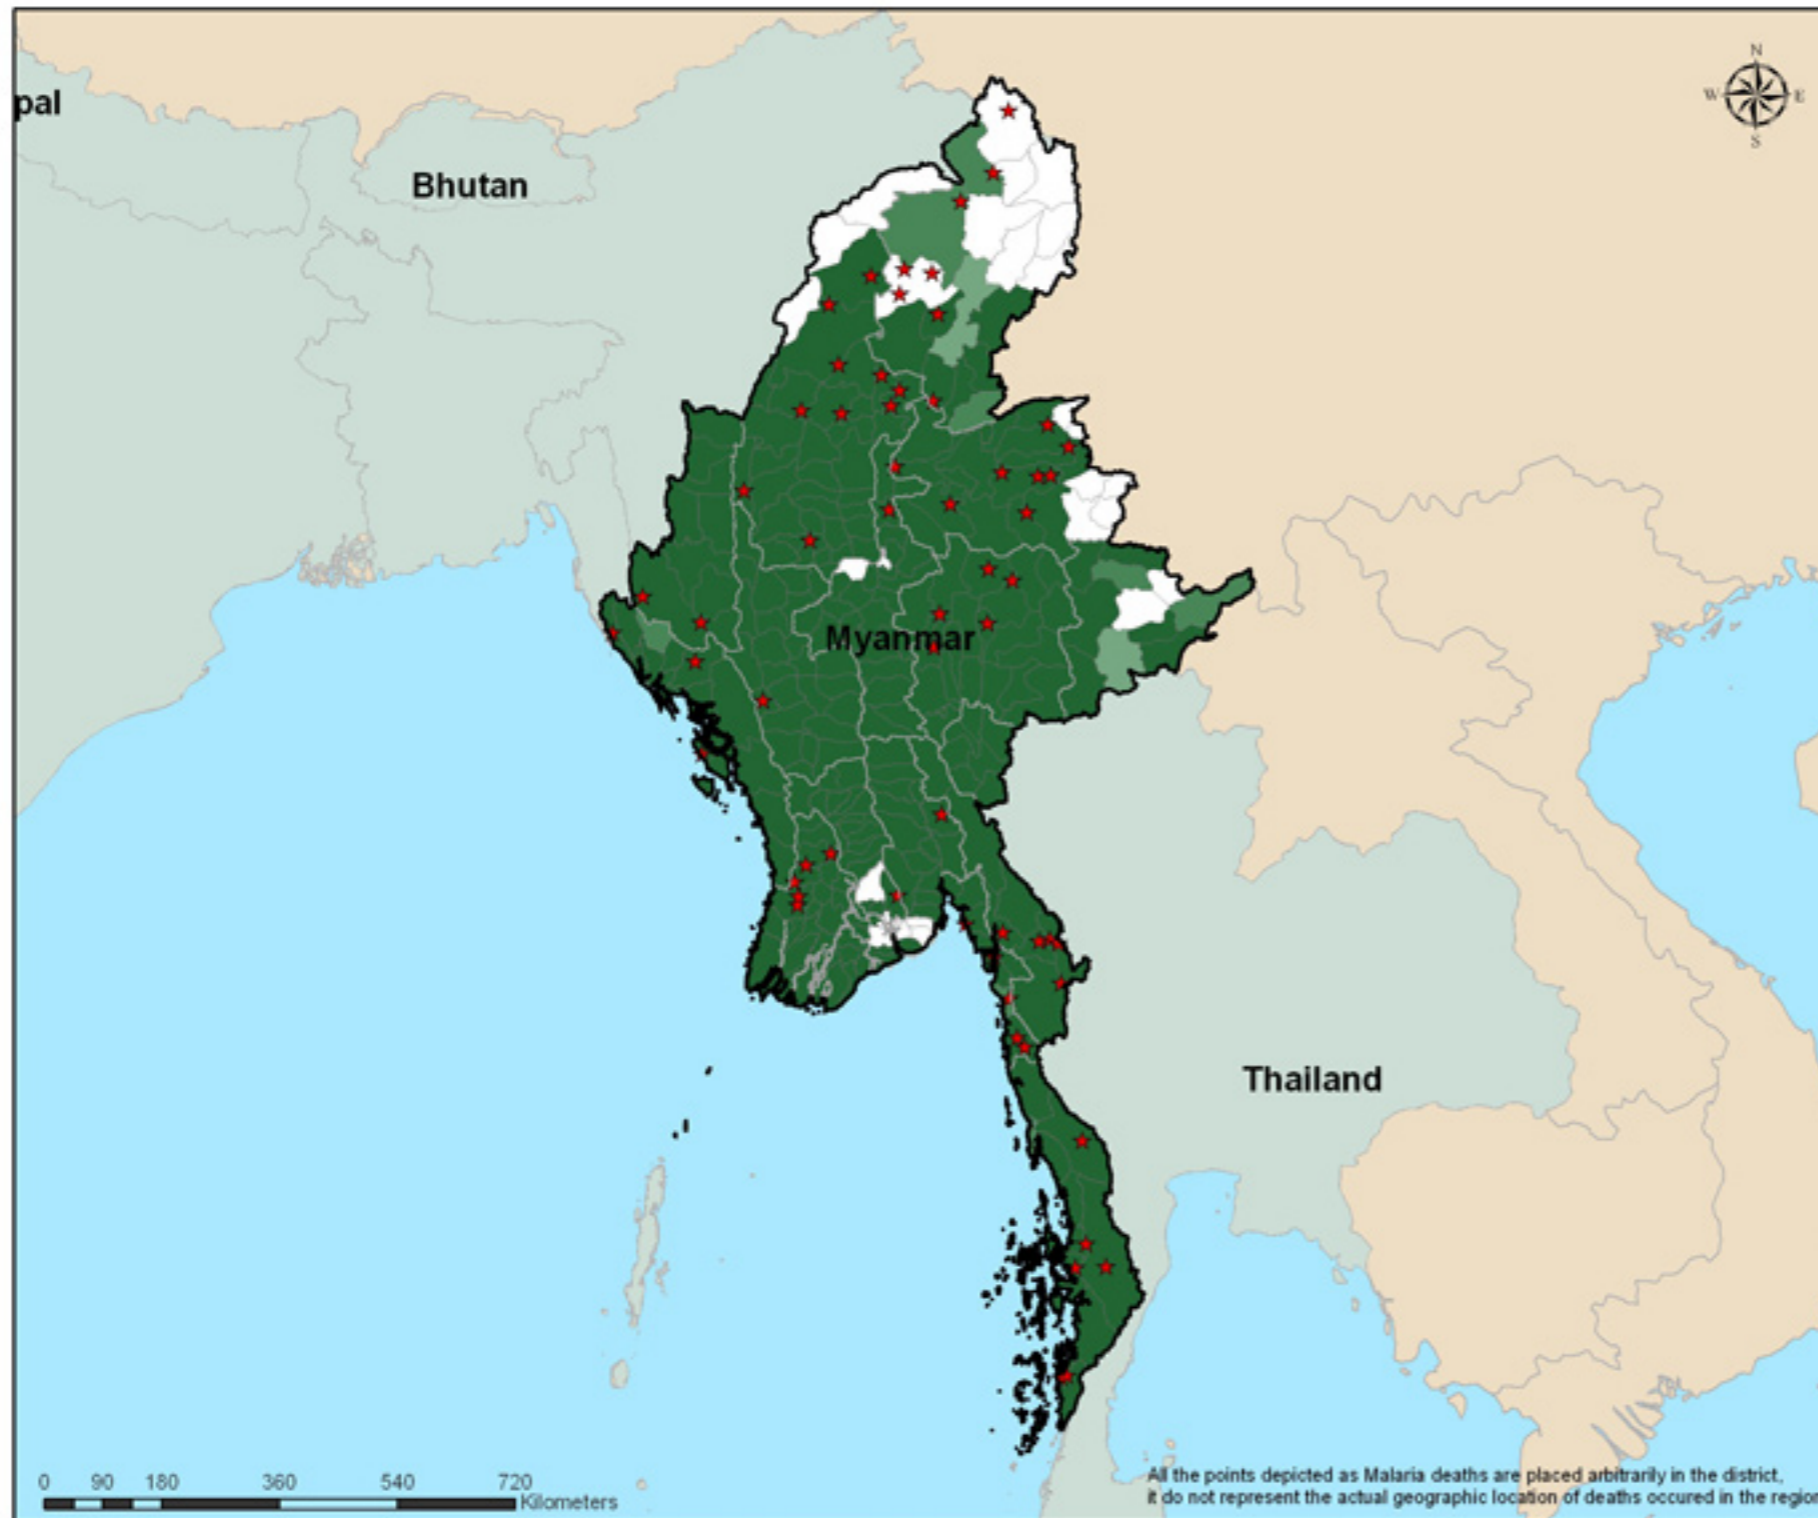 N
W E
S
pal
Bhutan
Myanmar
Thailand
0 90 180 360 540 720
Kilometers
All the points depicted as Malaria deaths are placed arbitrarily in the district,
it do not represent the actual geographic location of deaths occured in the region